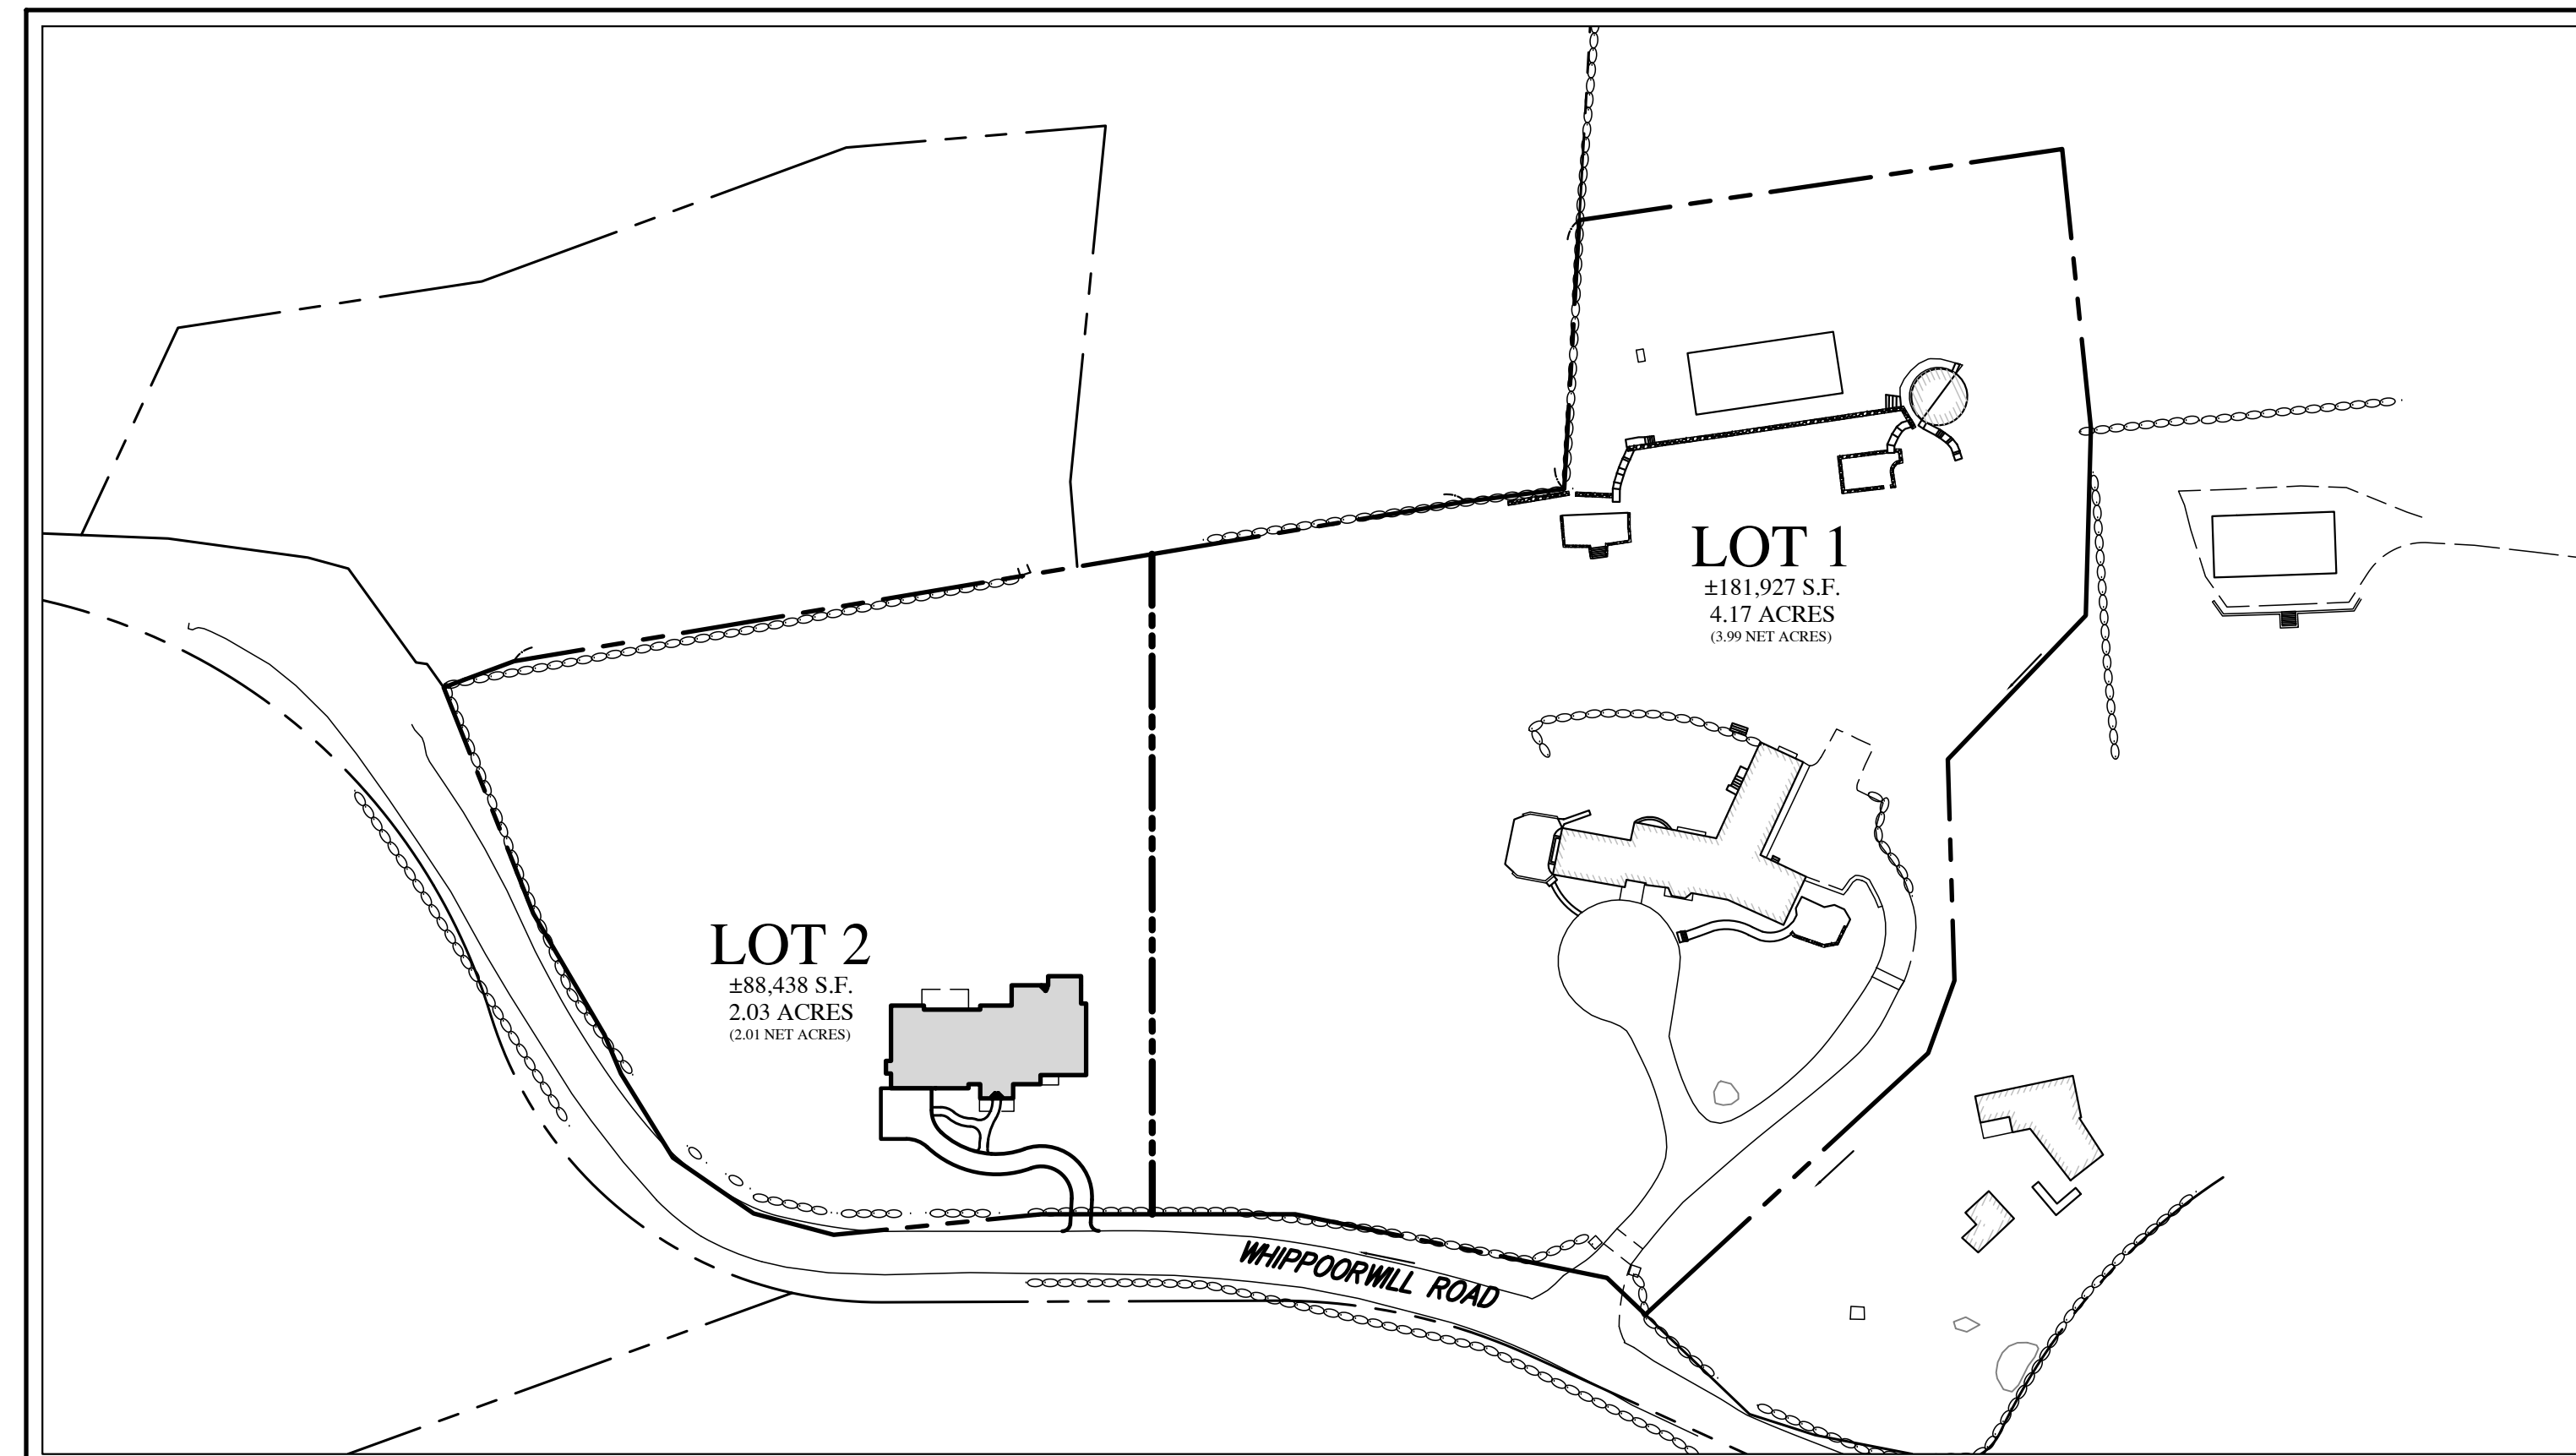 LOT 1
±181,927 S.F.
4.17 ACRES
(3.99 NET ACRES)
LOT 2
±88,438 S.F.
2.03 ACRES
(2.01 NET ACRES)
WHIPPOORWILL ROAD